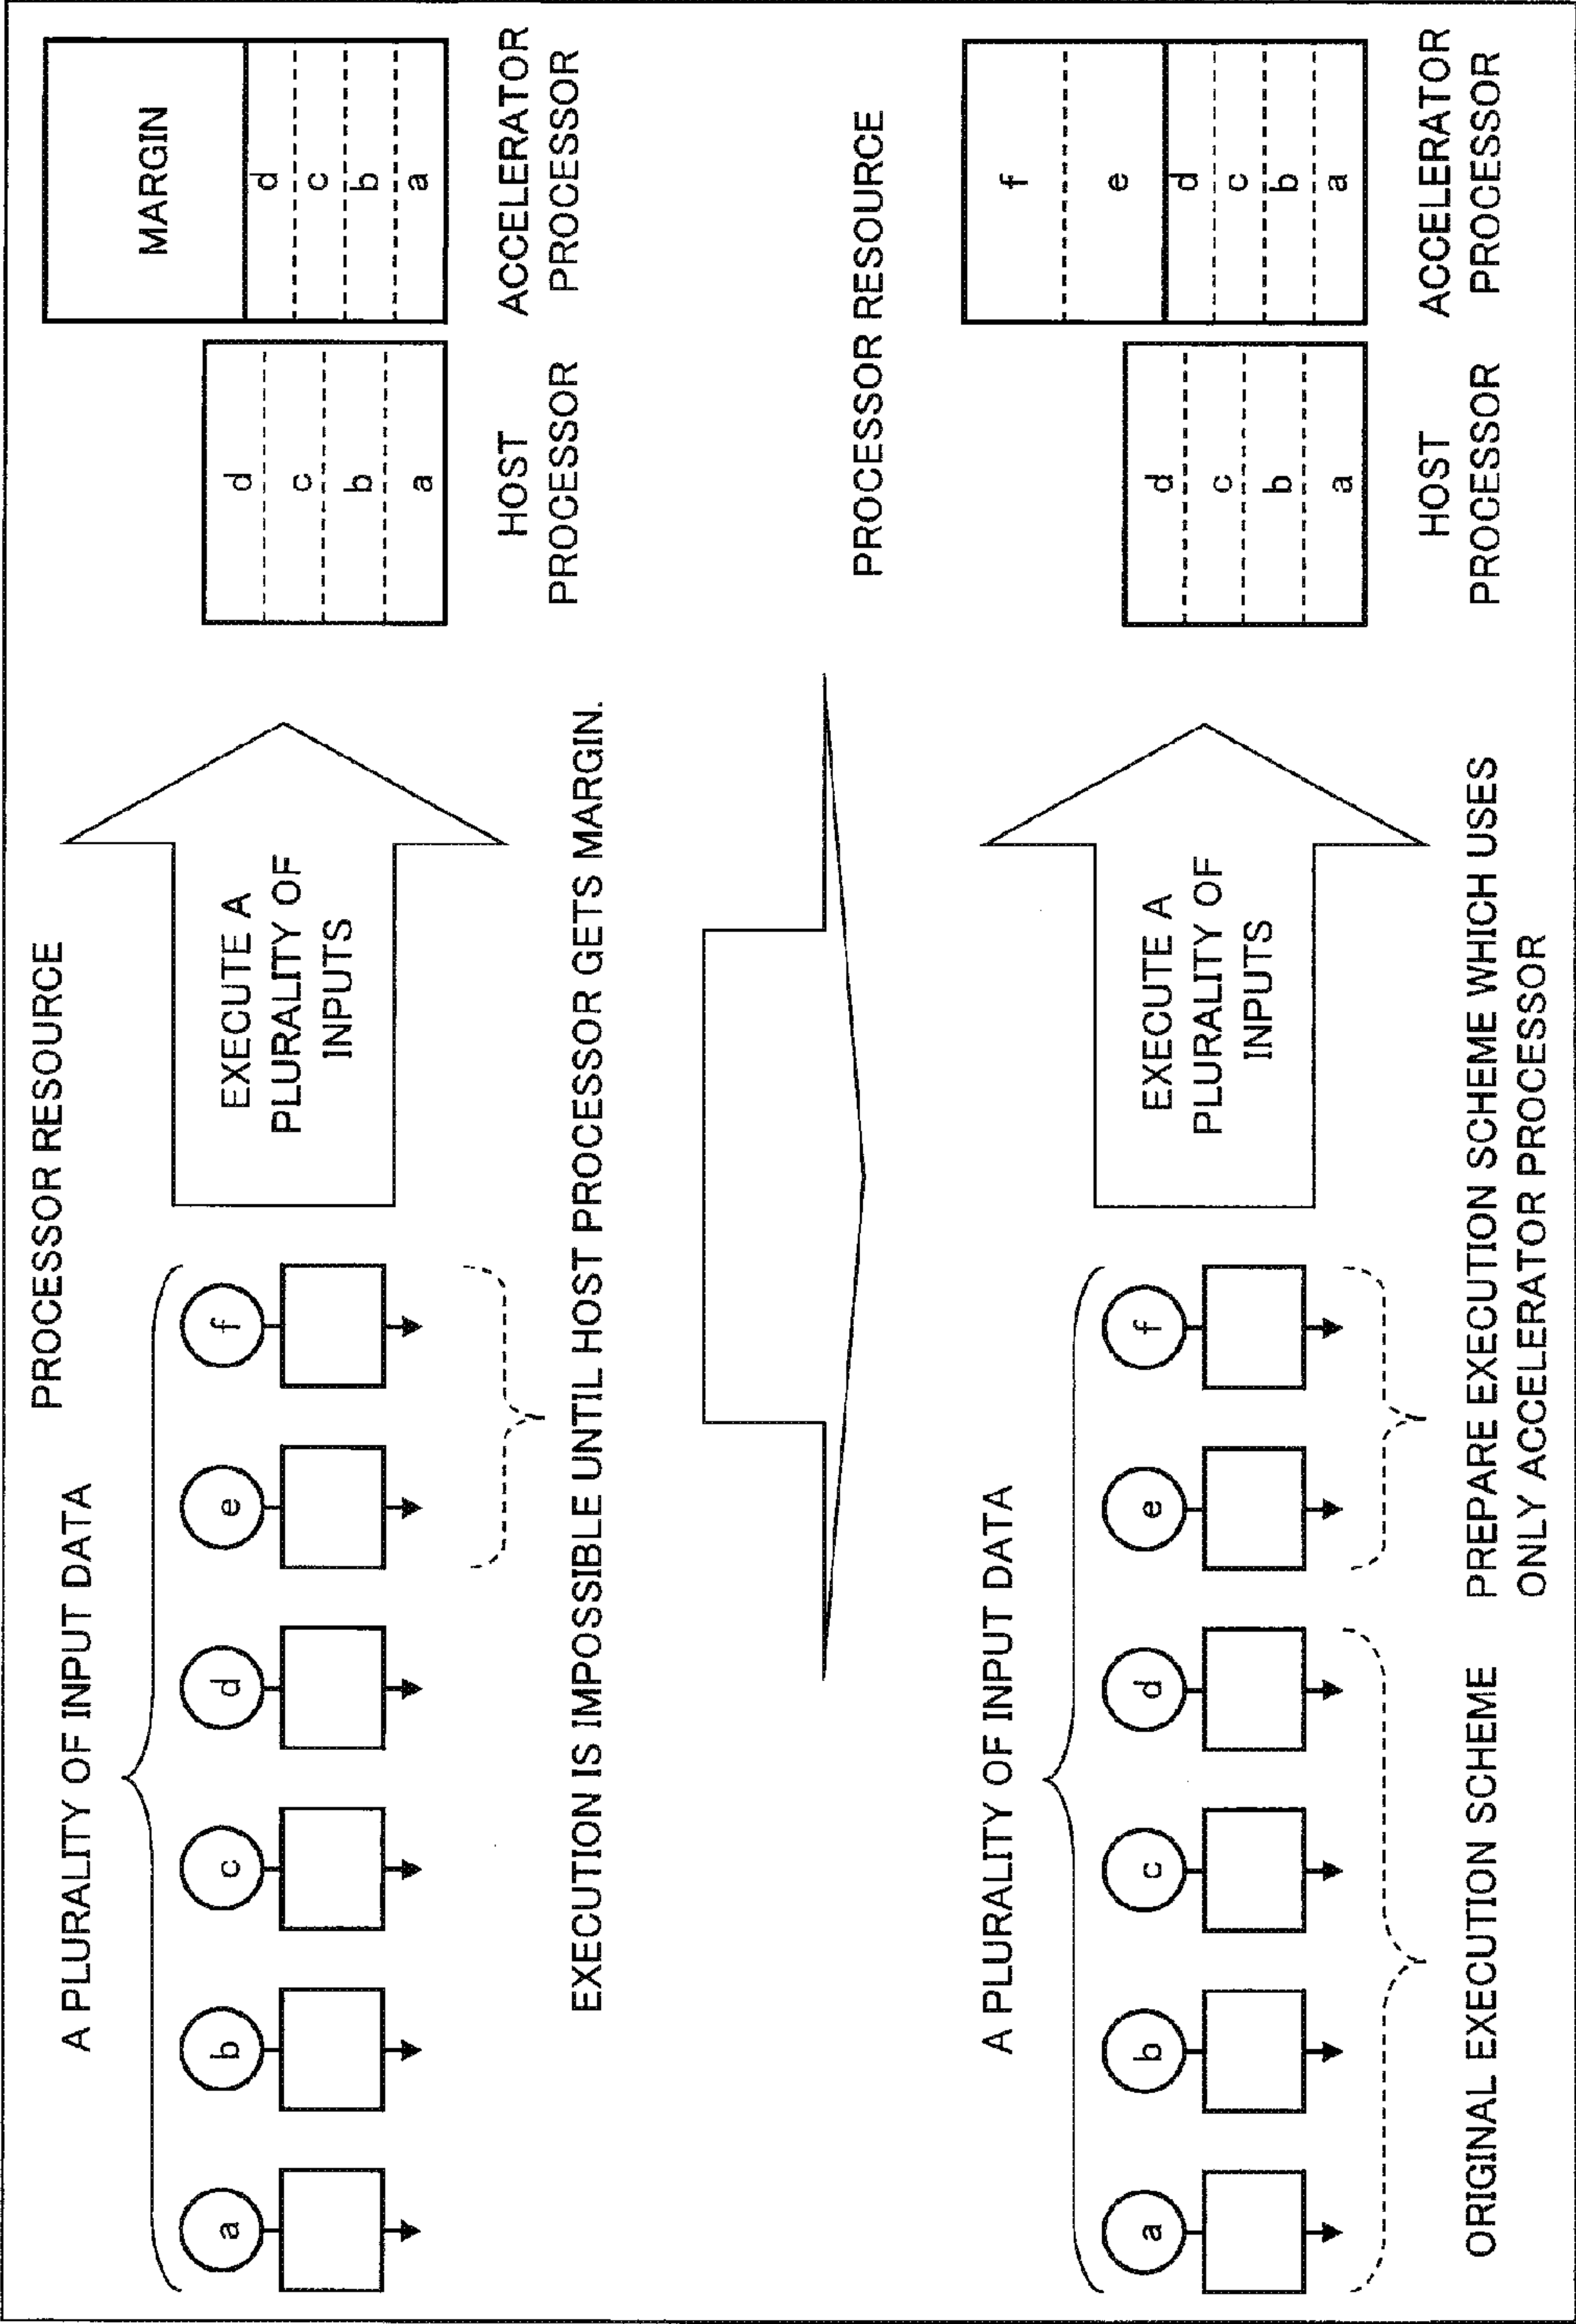 PROCESSOR RESOURCE
A PLURALITY OF INPUT DATA
a
b
c
d
e
f
EXECUTE A
PLURALITY OF
INPUTS
d
c
b
a
HOST
PROCESSOR
MARGIN
d
c
b
a
ACCELERATOR
PROCESSOR
EXECUTION IS IMPOSSIBLE UNTIL HOST PROCESSOR GETS MARGIN.
PROCESSOR RESOURCE
A PLURALITY OF INPUT DATA
a
b
c
d
e
f
EXECUTE A
PLURALITY OF
INPUTS
d
c
b
a
HOST
PROCESSOR
f
e
d
c
b
a
ACCELERATOR
PROCESSOR
ORIGINAL EXECUTION SCHEME
PREPARE EXECUTION SCHEME WHICH USES
ONLY ACCELERATOR PROCESSOR